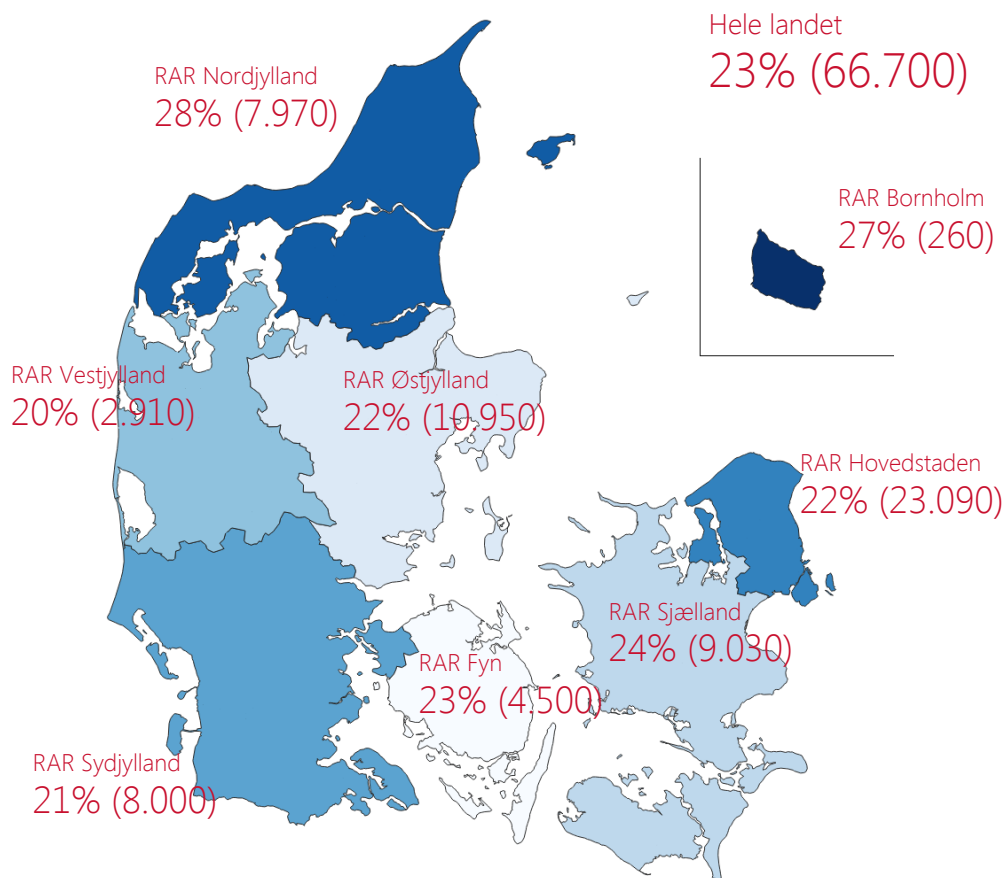 Hele landet
23% (66.700)
RAR Nordjylland
28% (7.970)
RAR Bornholm
27% (260)
RAR Vestjylland
20% (2.910)
RAR Østjylland
22% (10.950)
RAR Hovedstaden
22% (23.090)
RAR Sjælland
24% (9.030)
RAR Fyn
23% (4.500)
RAR Sydjylland
21% (8.000)